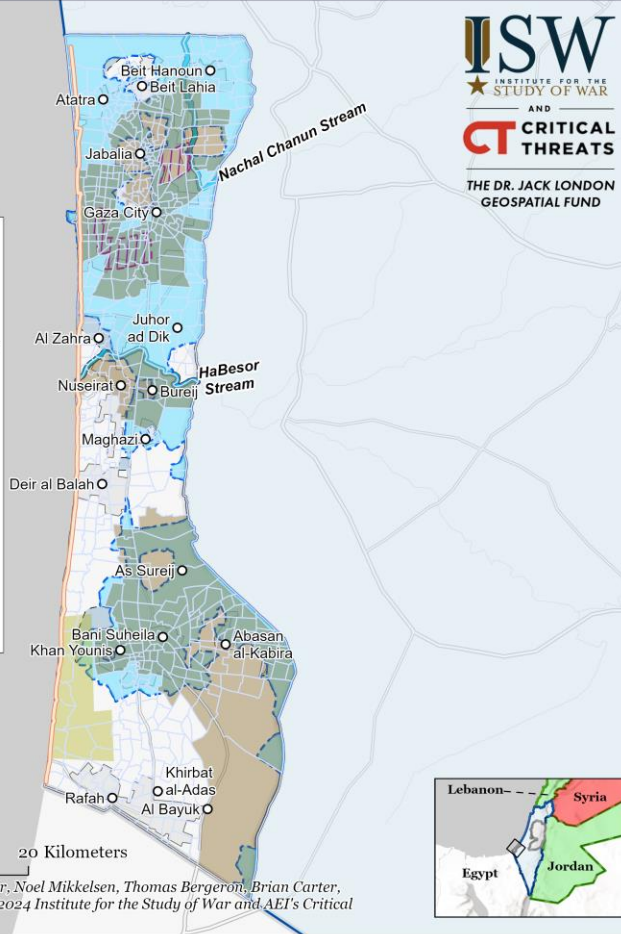 ISW
INSTITUTE FOR THE
STUDY OF WAR
AND
CT CRITICAL
THREATS
THE DR. JACK LONDON
GEOSPATIAL FUND
Beit Hanoun
Beit Lahia
Atatra
Nachal Chanun Stream
Jabalia
Gaza City
Juhor
ad Dik
Al Zahra
HaBesor
Stream
Nuseirat
Bureij
Maghazi
Deir al Balah
As Sureij
Bani Suheila
Abasan
al-Kabira
Khan Younis
Khirbat
al-Adas
Rafah
Al Bayuk
Lebanon
Syria
Egypt
Jordan
20 Kilometers
r, Noel Mikkelsen, Thomas Bergeron, Brian Carter,
2024 Institute for the Study of War and AEI's Critical